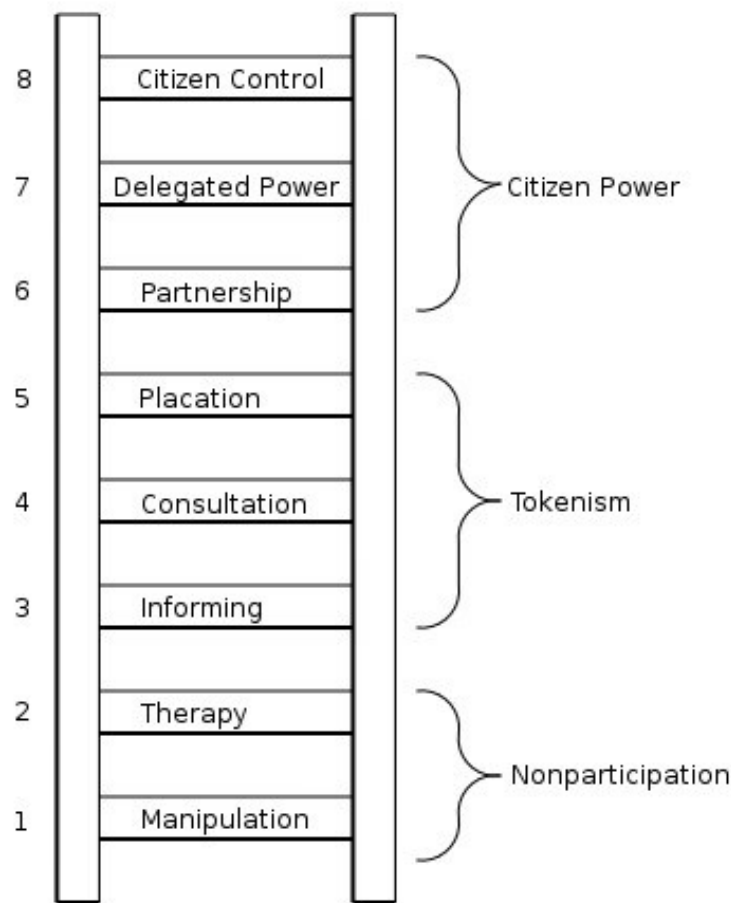 8 Citizen Control
7 Delegated Power
Citizen Power
6 Partnership
5 Placation
4 Consultation
Tokenism
3 Informing
2 Therapy
Nonparticipation
1 Manipulation